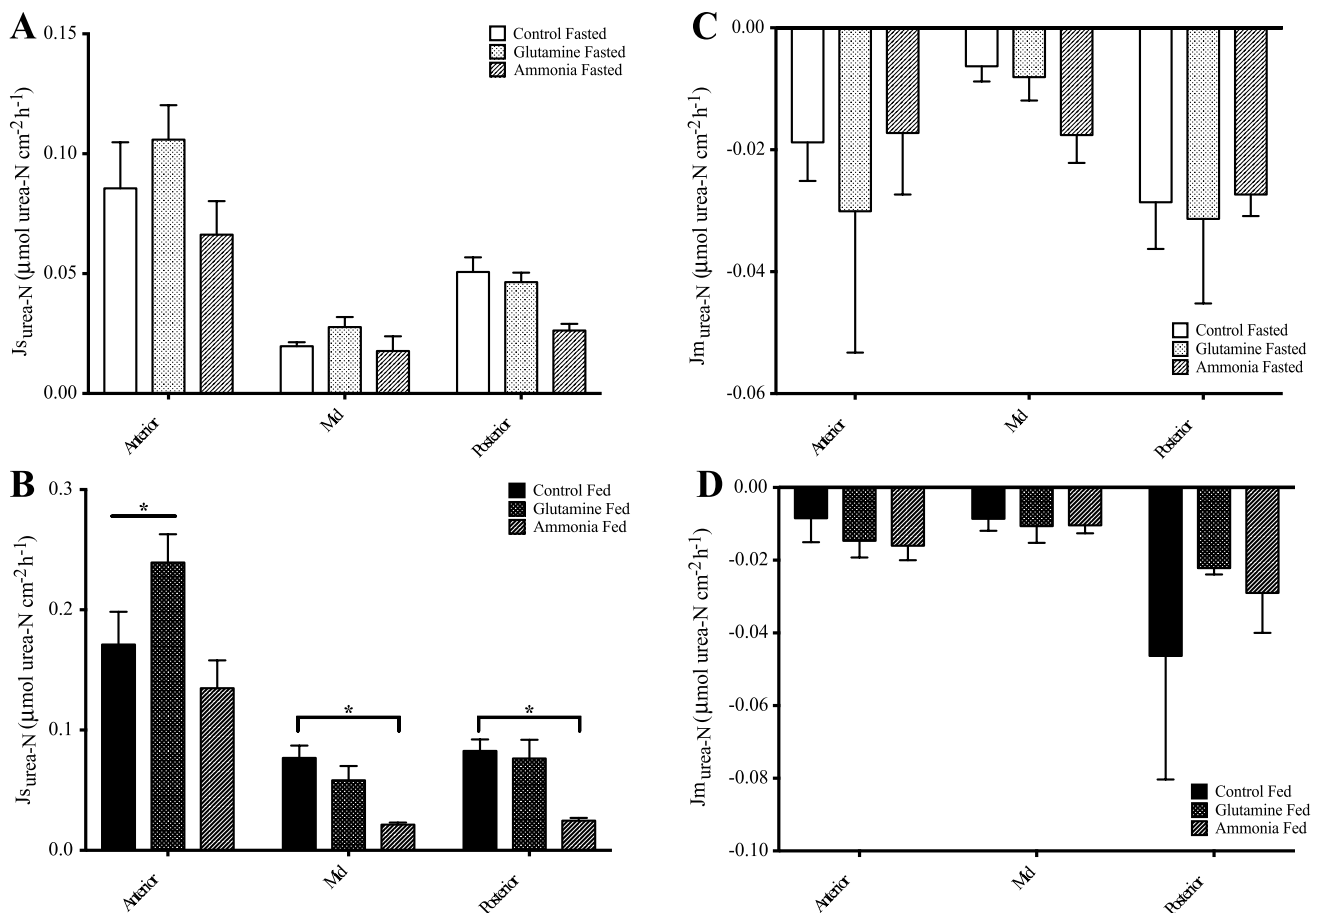 A
0.15
0.10
0.05
0.00
Js urea-N (µmol urea-N cm-2h-1)
Control Fasted
Glutamine Fasted
Ammonia Fasted
Anterior
Mid
Posterior
C
0.00
-0.02
-0.04
-0.06
Jm urea-N (µmol urea-N cm-2h-1)
Control Fasted
Glutamine Fasted
Ammonia Fasted
Anterior
Mid
Posterior
B
0.3
0.2
0.1
0.0
Js urea-N (µmol urea-N cm-2h-1)
Control Fed
Glutamine Fed
Ammonia Fed
*
*
*
Anterior
Mid
Posterior
D
0.00
-0.02
-0.04
-0.06
-0.08
-0.10
Jm urea-N (µmol urea-N cm-2h-1)
Control Fed
Glutamine Fed
Ammonia Fed
Anterior
Mid
Posterior